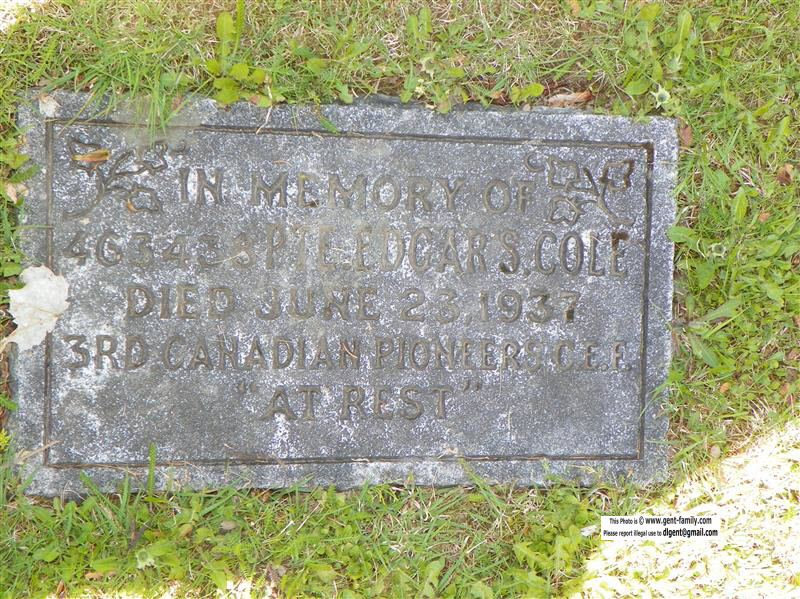 IN MEMORY OF
463438 PTE. EDGAR S. COLE
DIED JUNE 23, 1937
3RD CANADIAN PIONEERS C.E.F.
"AT REST"
This Photo is © www.gent-family.com
Please report illegal use to dlgent@gmail.com